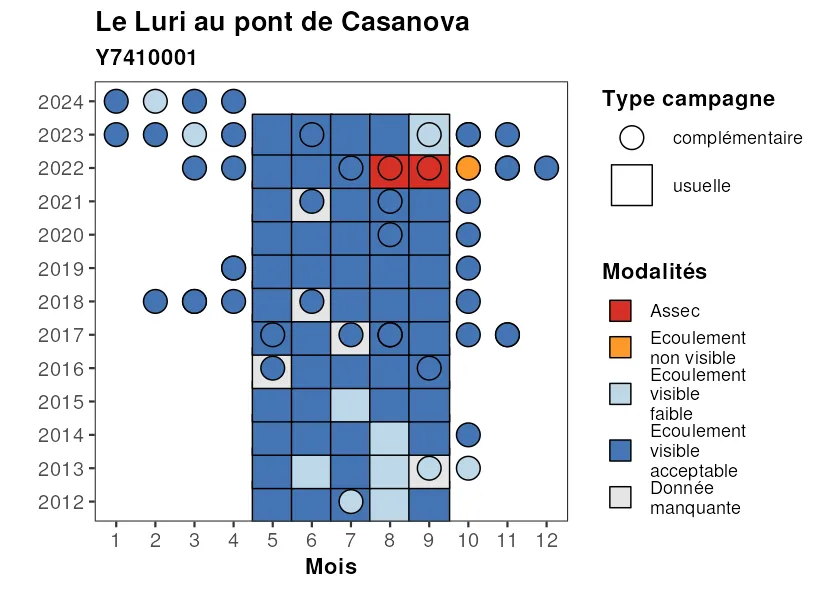 Le Luri au pont de Casanova
Y7410001
2024
2023
2022
2021
2020
2019
2018
2017
2016
2015
2014
2013
2012
1 2 3 4 5 6 7 8 9 10 11 12
Mois
Type campagne
complémentaire
usuelle
Modalités
Assec
Ecoulement
non visible
Ecoulement
visible
faible
Ecoulement
visible
acceptable
Donnée
manquante